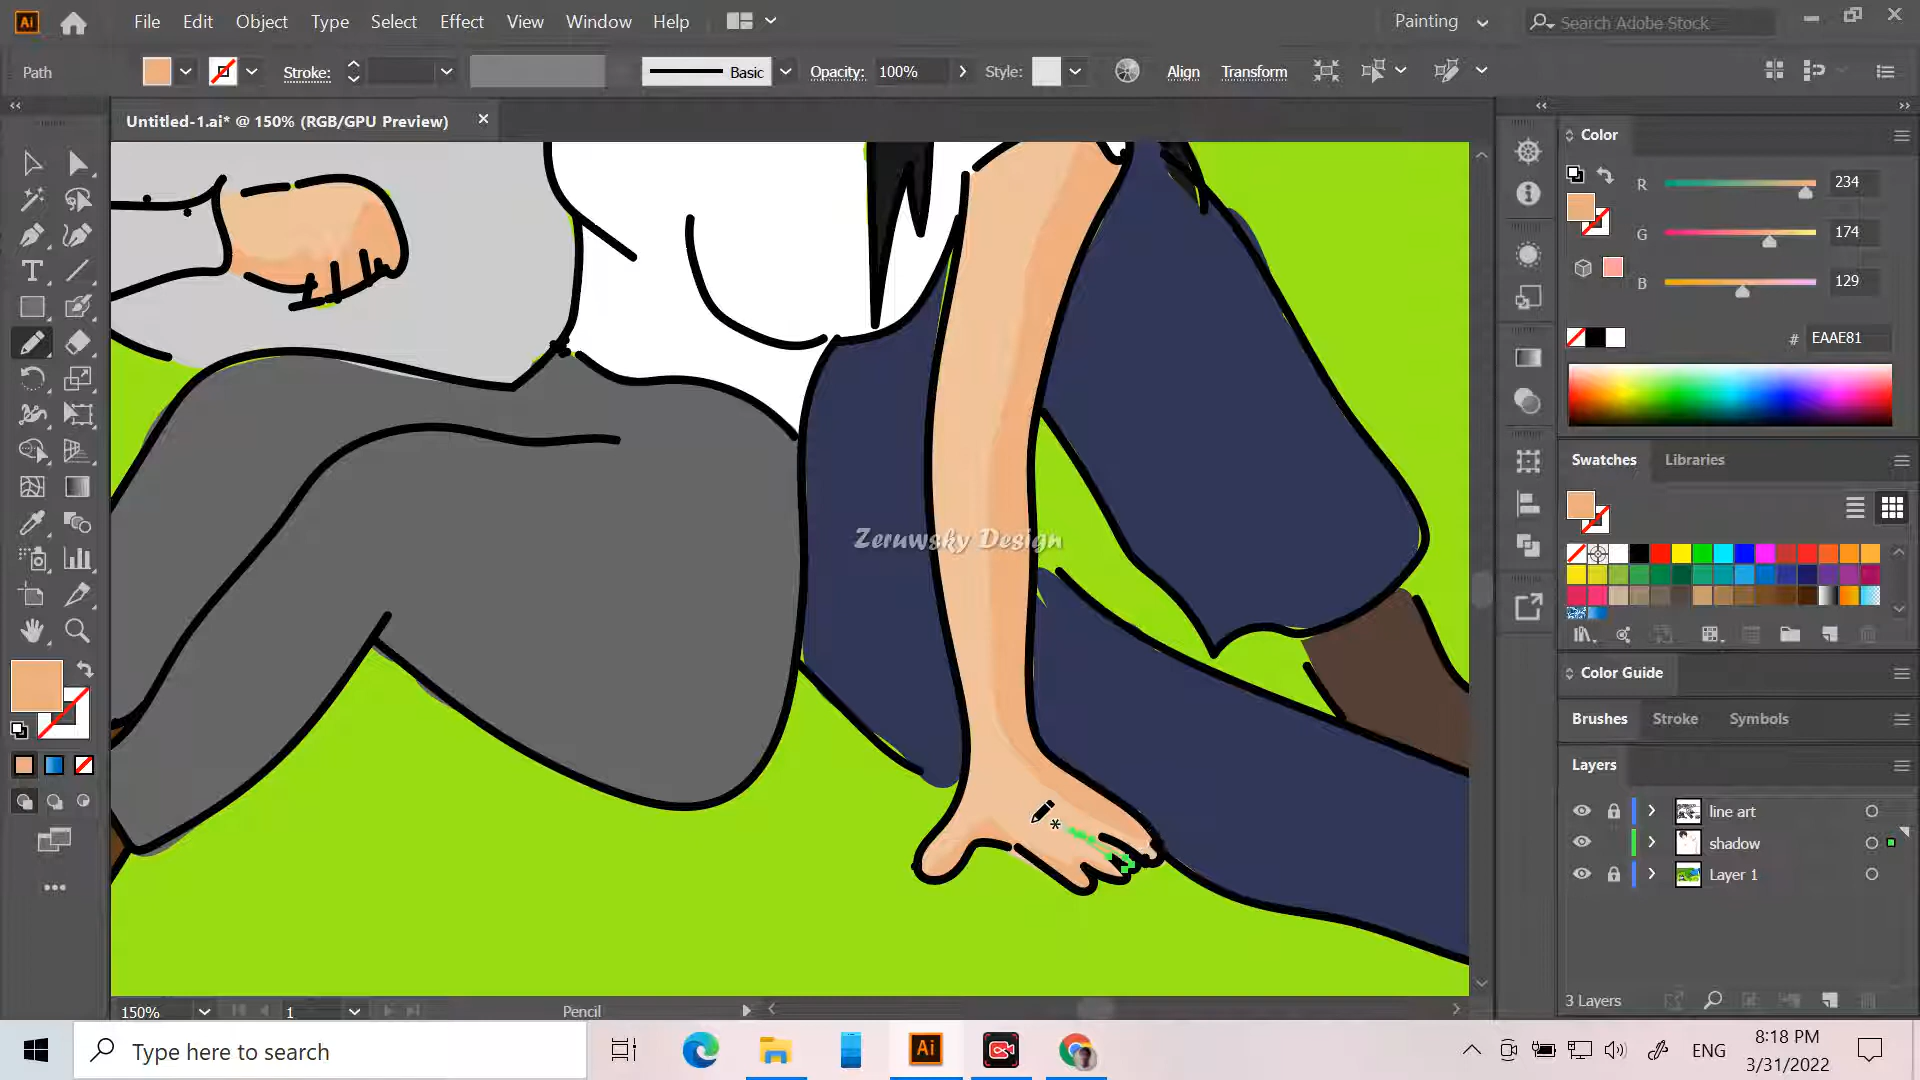 Ai File Edit Object Type Select Effect View Window Help Painting Search Adobe Stock
Path Stroke: Basic Opacity: 100% Style: Align Transform
Untitled-1.ai* @ 150% (RGB/GPU Preview)
Color
R 234
G 174
B 129
# EAAE81
Swatches Libraries
Zeruwsky Design
Color Guide
Brushes Stroke Symbols
Layers
line art
shadow
Layer 1
3 Layers
150% 1 Pencil
Type here to search
Ai
ENG
8:18 PM
3/31/2022